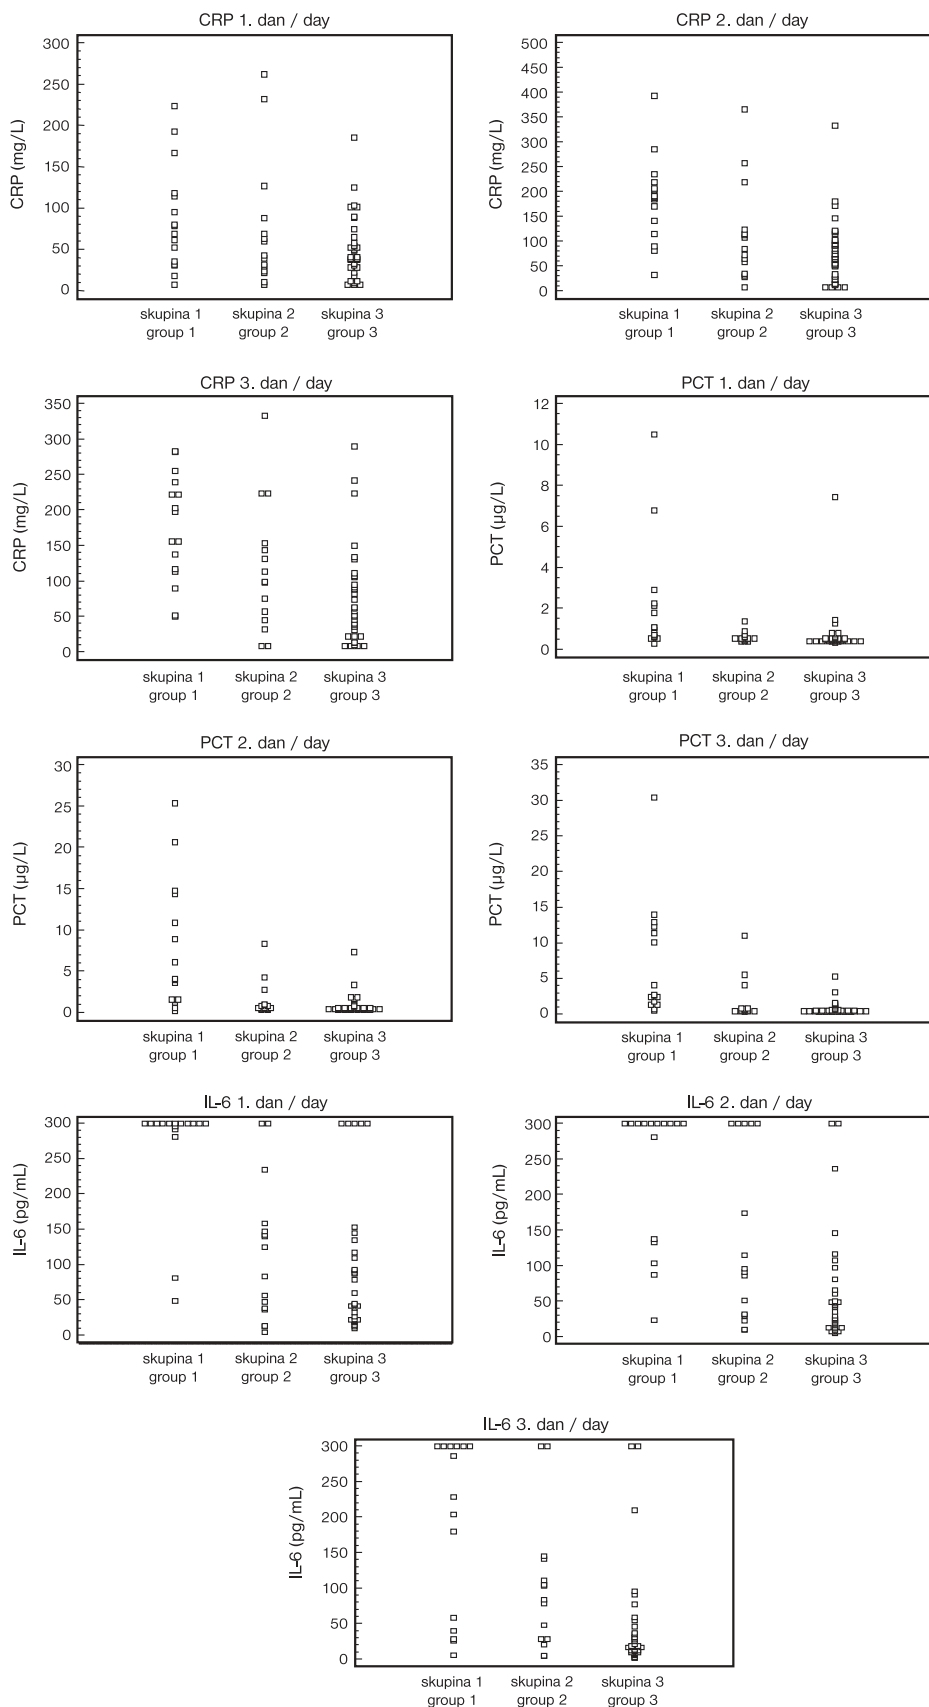 CRP 1. dan / day
300
250
200
150
100
50
0
CRP (mg/L)
skupina 1 skupina 2 skupina 3
group 1 group 2 group 3
CRP 2. dan / day
500
450
400
350
300
250
200
150
100
50
0
CRP (mg/L)
skupina 1 skupina 2 skupina 3
group 1 group 2 group 3
CRP 3. dan / day
350
300
250
200
150
100
50
0
CRP (mg/L)
skupina 1 skupina 2 skupina 3
group 1 group 2 group 3
PCT 1. dan / day
12
10
8
6
4
2
0
PCT (µg/L)
skupina 1 skupina 2 skupina 3
group 1 group 2 group 3
PCT 2. dan / day
30
25
20
15
10
5
0
PCT (µg/L)
skupina 1 skupina 2 skupina 3
group 1 group 2 group 3
PCT 3. dan / day
35
30
25
20
15
10
5
0
PCT (µg/L)
skupina 1 skupina 2 skupina 3
group 1 group 2 group 3
IL-6 1. dan / day
300
200
300
150
100
50
0
IL-6 (pg/mL)
skupina 1 skupina 2 skupina 3
group 1 group 2 group 3
IL-6 2. dan / day
300
250
200
150
100
50
0
IL-6 (pg/mL)
skupina 1 skupina 2 skupina 3
group 1 group 2 group 3
IL-6 3. dan / day
300
250
200
150
100
50
0
IL-6 (pg/mL)
skupina 1 skupina 2 skupina 3
group 1 group 2 group 3